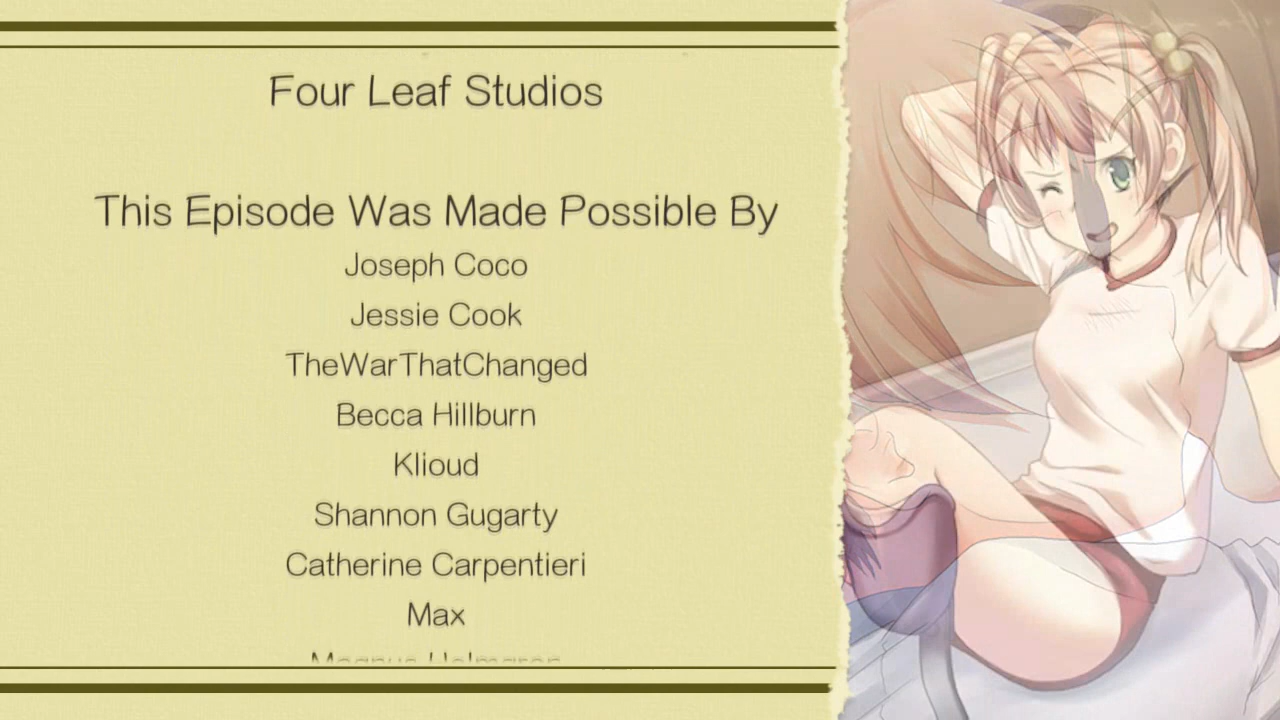 Four Leaf Studios
This Episode Was Made Possible By
Joseph Coco
Jessie Cook
TheWarThatChanged
Becca Hillburn
Klioud
Shannon Gugarty
Catherine Carpentieri
Max